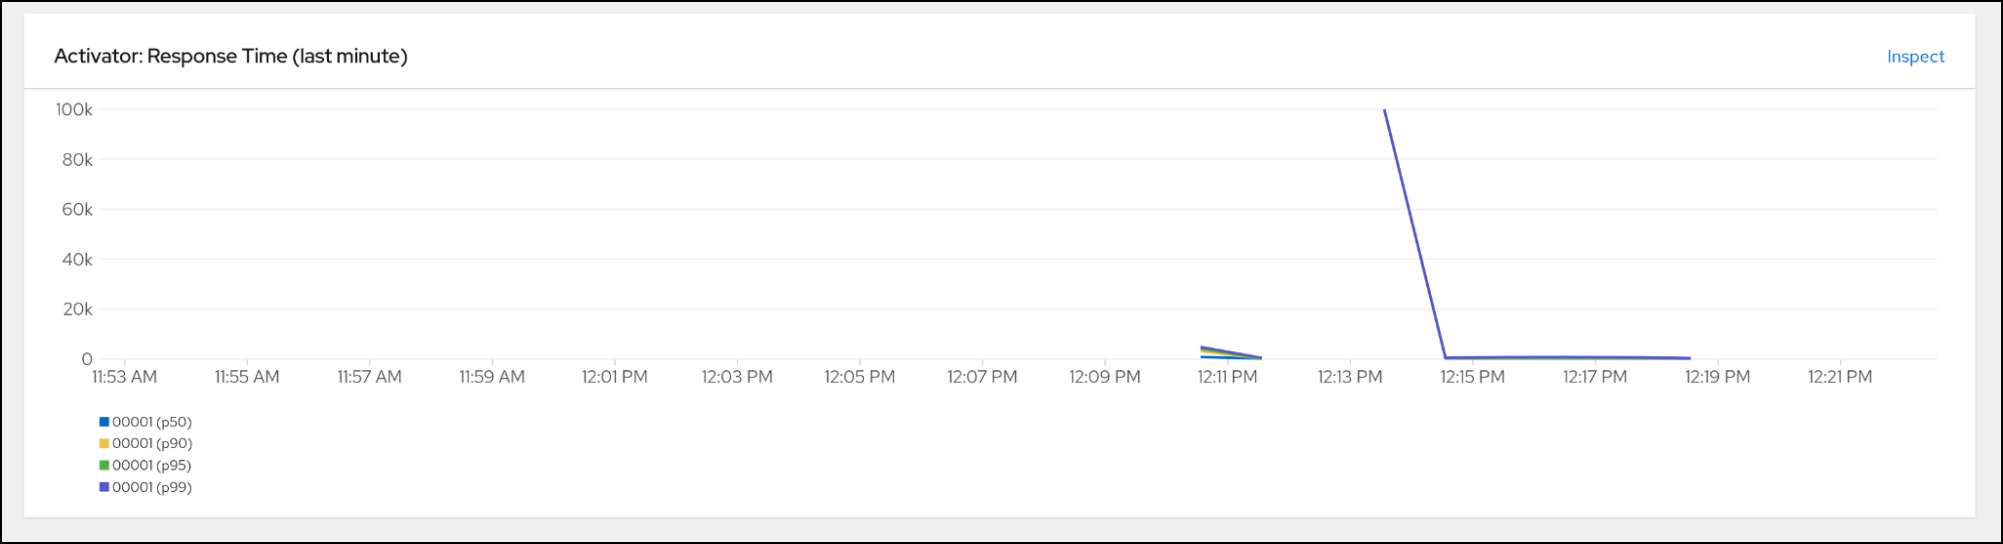 Activator: Response Time (last minute)
Inspect
100k
80k
60k
40k
20k
0
11:53 AM 11:55 AM 11:57 AM 11:59 AM 12:01 PM 12:03 PM 12:05 PM 12:07 PM 12:09 PM 12:11 PM 12:13 PM 12:15 PM 12:17 PM 12:19 PM 12:21 PM
00001 (p50)
00001 (p90)
00001 (p95)
00001 (p99)